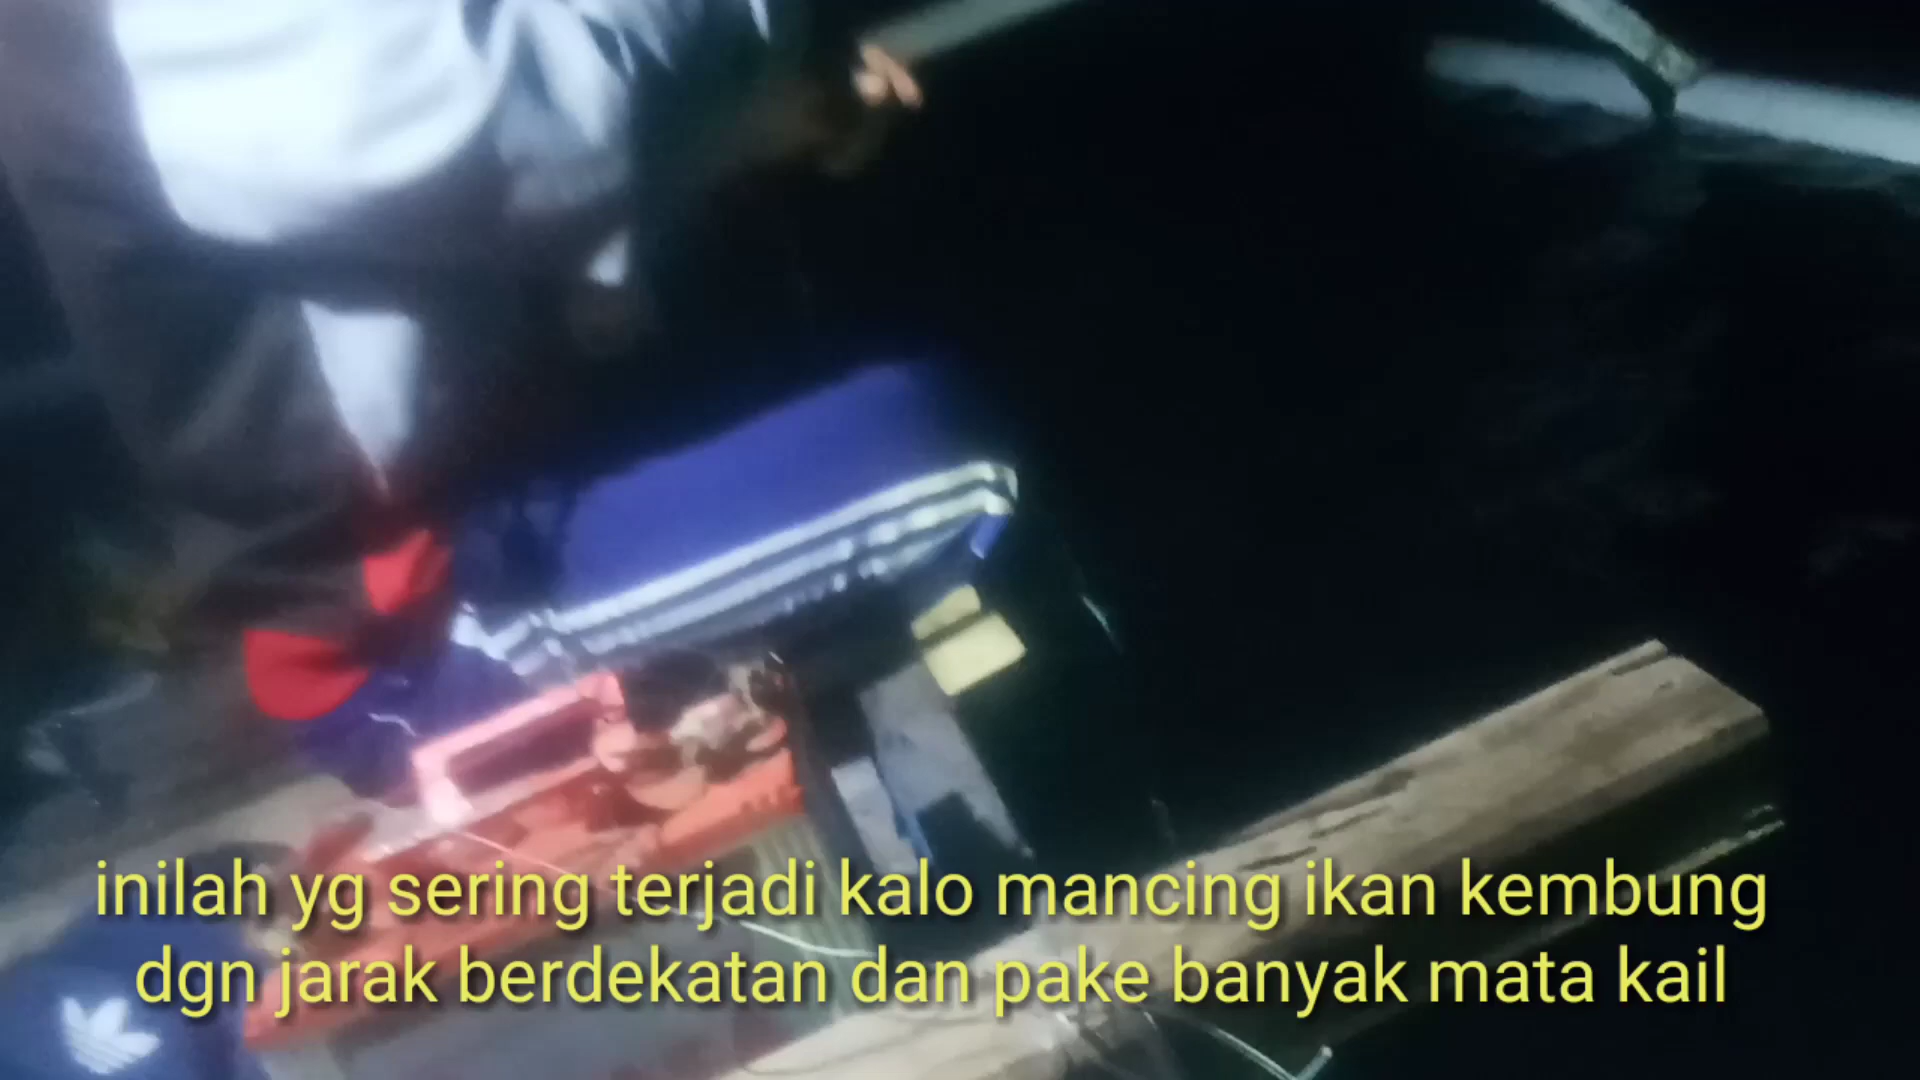 inilah yg sering terjadi kalo mancing ikan kembung
dgn jarak berdekatan dan pake banyak mata kail